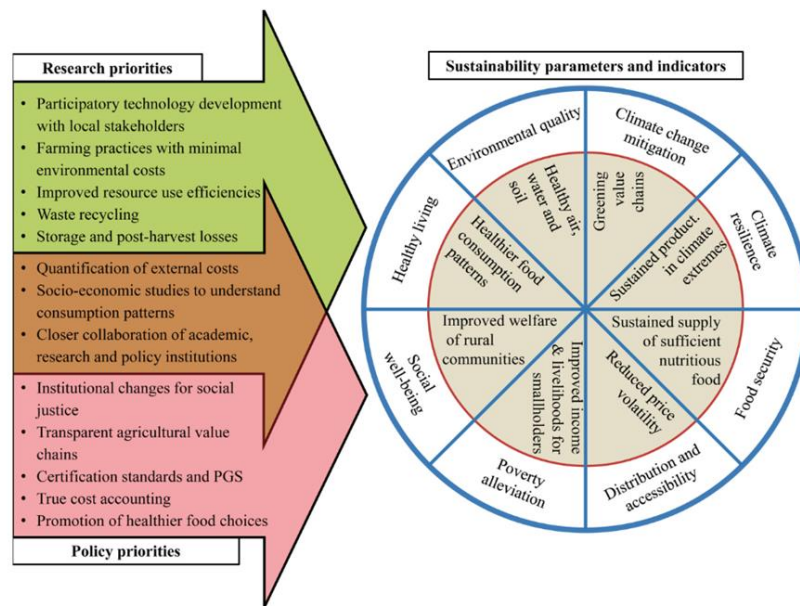 Research priorities
• Participatory technology development
with local stakeholders
• Farming practices with minimal
environmental costs
• Improved resource use efficiencies
• Waste recycling
• Storage and post-harvest losses
• Quantification of external costs
• Socio-economic studies to understand
consumption patterns
• Closer collaboration of academic,
research and policy institutions
• Institutional changes for social
justice
• Transparent agricultural value
chains
• Certification standards and PGS
• True cost accounting
• Promotion of healthier food choices
Policy priorities
Sustainability parameters and indicators
Environmental quality
Healthy air,
water and
soil
Climate change
mitigation
Greening
value
chains
Climate
resilience
Sustained product.
in climate
extremes
Food security
Sustained supply
of sufficient
nutritious
food
Distribution and
accessibility
Reduced price
volatility
Poverty
alleviation
Improved income
& livelihoods for
smallholders
Social
well-being
Improved welfare
of rural
communities
Healthy living
Healthier food
consumption
patterns